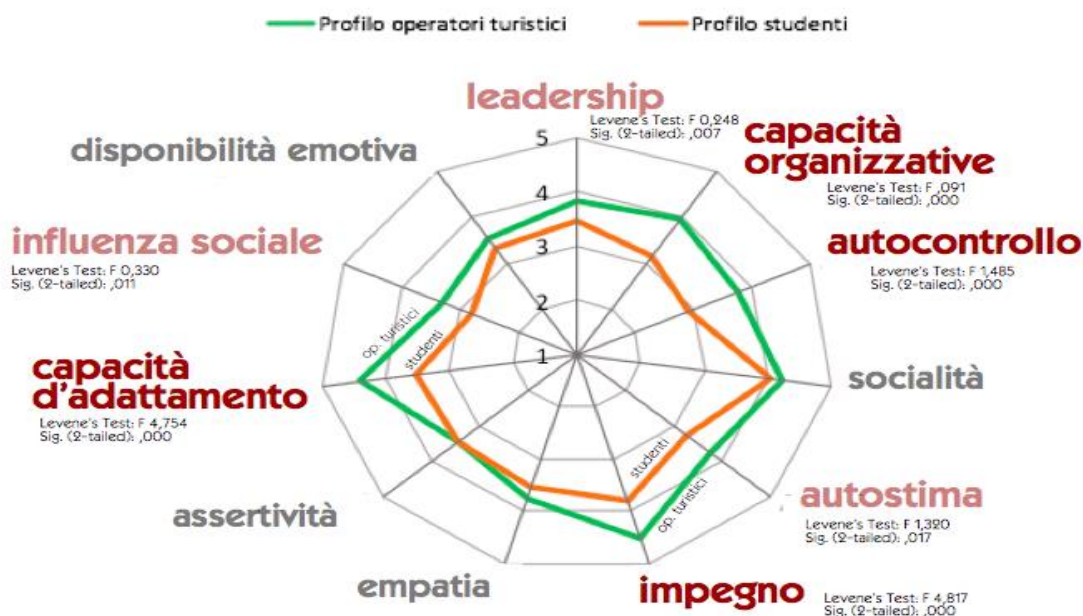 Profilo operatori turistici
Profilo studenti
leadership
Levene's Test: F 0,248
Sig. (2-tailed): ,007
capacità
organizzative
Levene's Test: F ,091
Sig. (2-tailed): ,000
disponibilità emotiva
5
4
3
2
1
influenza sociale
Levene's Test: F 0,330
Sig. (2-tailed): ,011
autocontrollo
Levene's Test: F 1,485
Sig. (2-tailed): ,000
op. turistici
studenti
capacità
d'adattamento
Levene's Test: F 4,754
Sig. (2-tailed): ,000
socialità
studenti
op. turistici
assertività
autostima
Levene's Test: F 1,320
Sig. (2-tailed): ,017
empatia
impegno
Levene's Test: F 4,817
Sig. (2-tailed): ,000